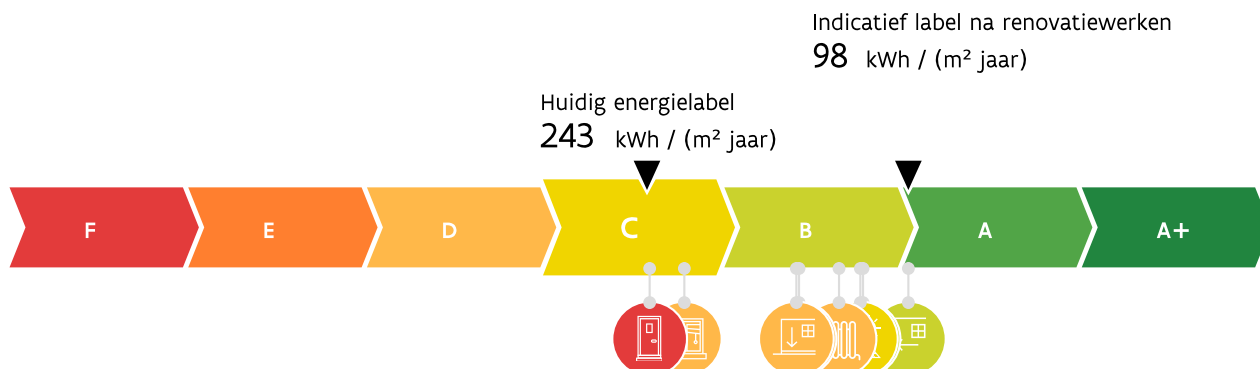 Indicatief label na renovatiewerken
98 kWh / (m² jaar)
Huidig energielabel
243 kWh / (m² jaar)
F E D C B A A+